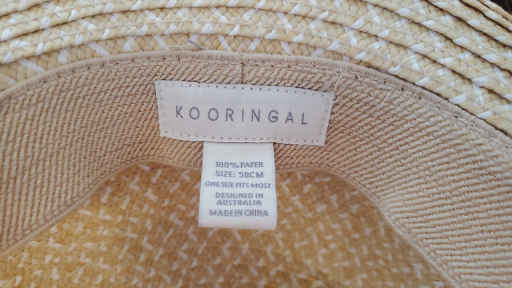 KOORINGAL
100% PAPER
SIZE: 58CM
ONE SIZE FITS MOST
DESIGNED IN
AUSTRALIA
MADE IN CHINA